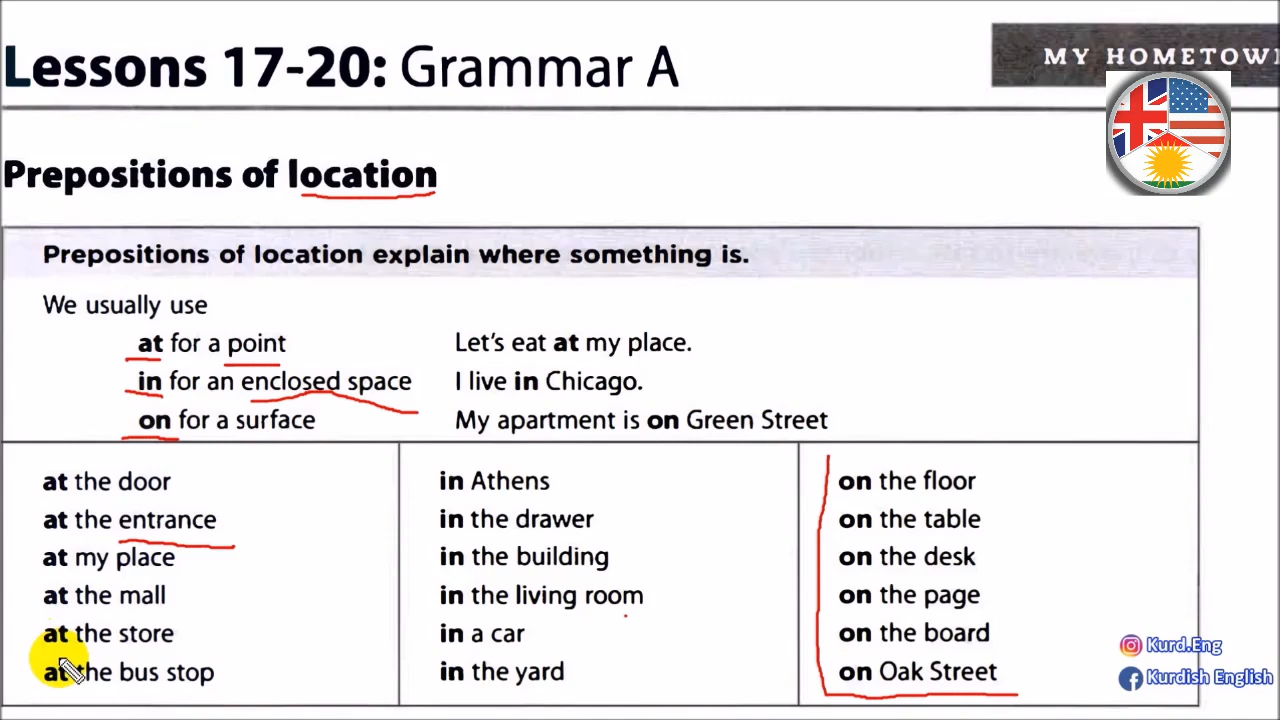 Lessons 17-20: Grammar A
MY HOMETOWN
Prepositions of location
Prepositions of location explain where something is.
We usually use
at for a point Let's eat at my place.
in for an enclosed space I live in Chicago.
on for a surface My apartment is on Green Street
at the door
at the entrance
at my place
at the mall
at the store
at the bus stop
in Athens
in the drawer
in the building
in the living room
in a car
in the yard
on the floor
on the table
on the desk
on the page
on the board
on Oak Street
Kurd.Eng
Kurdish English